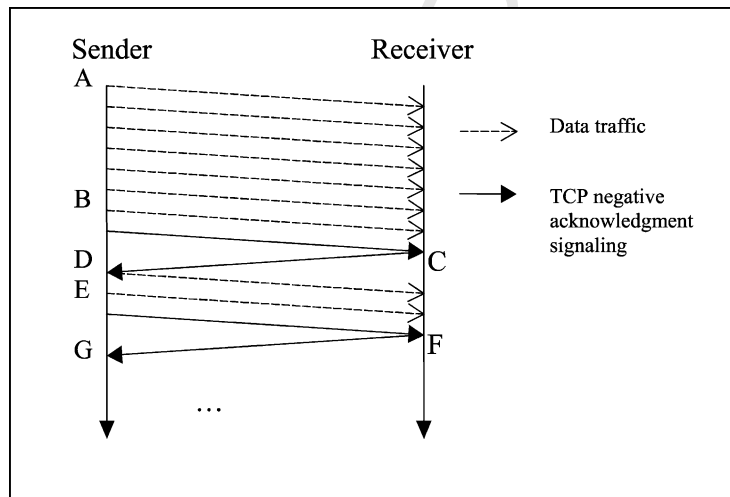 Sender
Receiver
A
Data traffic
B
TCP negative
acknowledgment
signaling
D
C
E
G
F
...